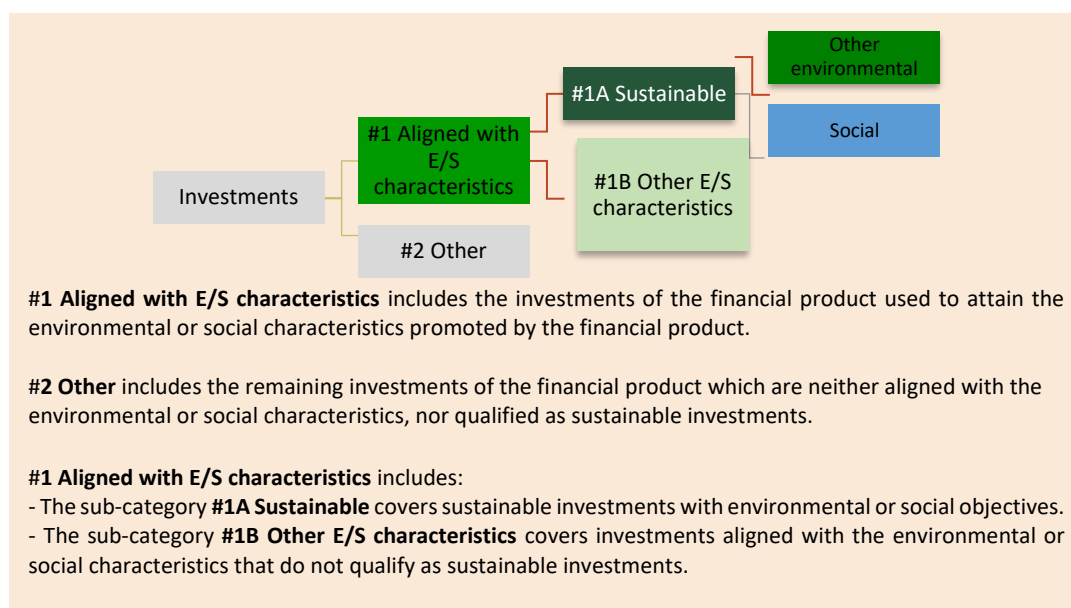 Other
environmental
#1A Sustainable
Social
#1 Aligned with
E/S
characteristics
#1B Other E/S
characteristics
Investments
#2 Other
#1 Aligned with E/S characteristics includes the investments of the financial product used to attain the
environmental or social characteristics promoted by the financial product.
#2 Other includes the remaining investments of the financial product which are neither aligned with the
environmental or social characteristics, nor qualified as sustainable investments.
#1 Aligned with E/S characteristics includes:
- The sub-category #1A Sustainable covers sustainable investments with environmental or social objectives.
- The sub-category #1B Other E/S characteristics covers investments aligned with the environmental or
social characteristics that do not qualify as sustainable investments.